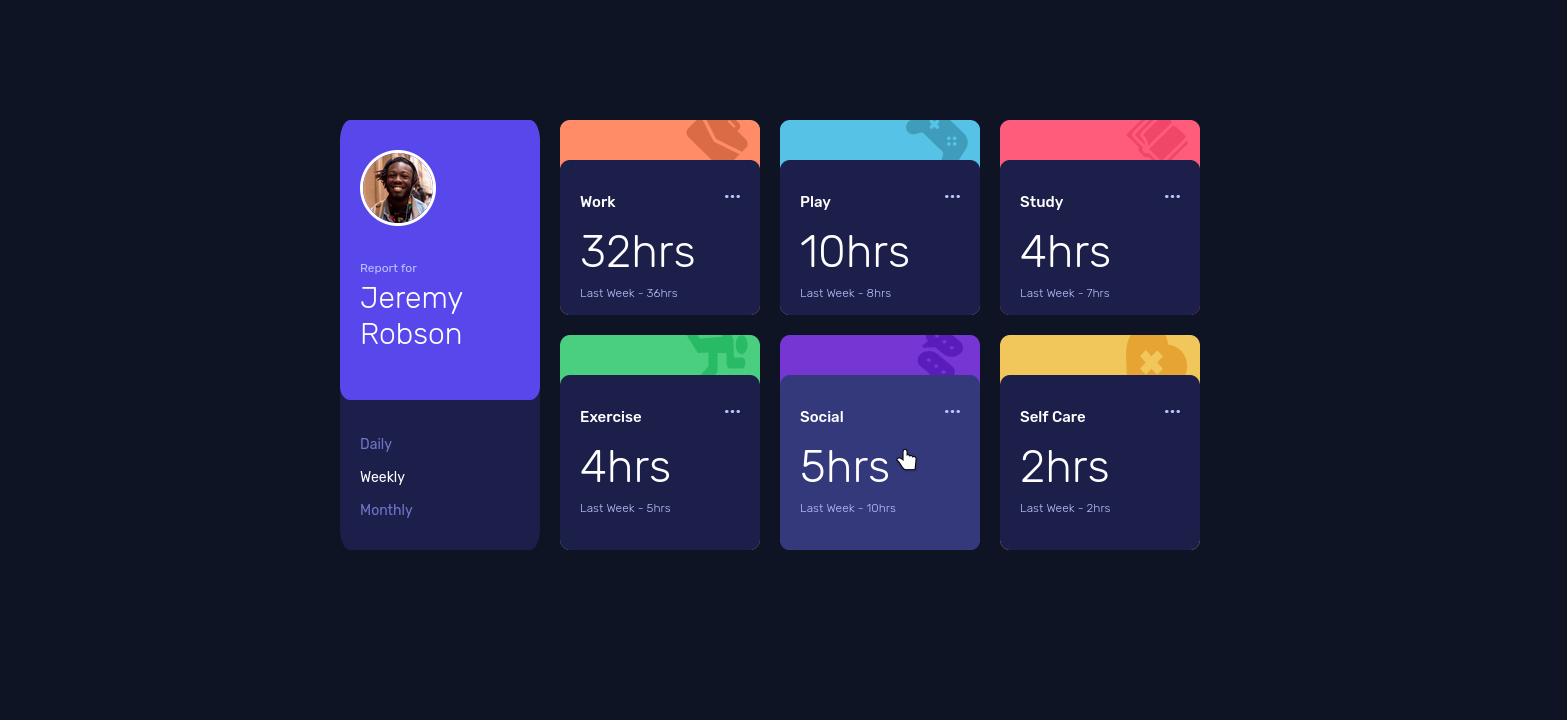 Report for
Jeremy
Robson
Daily
Weekly
Monthly
Work
32hrs
Last Week - 36hrs
Play
10hrs
Last Week - 8hrs
Study
4hrs
Last Week - 7hrs
Exercise
4hrs
Last Week - 5hrs
Social
5hrs
Last Week - 10hrs
Self Care
2hrs
Last Week - 2hrs